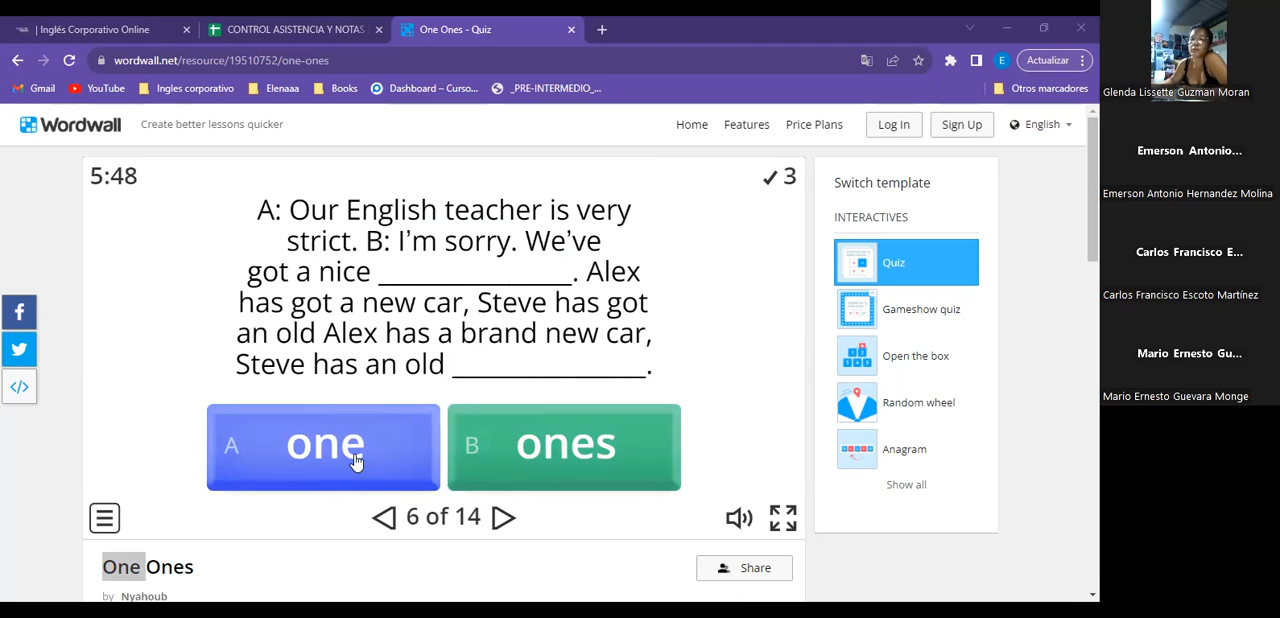 | Inglés Corporativo Online
CONTROL ASISTENCIA Y NOTAS
One Ones - Quiz
wordwall.net/resource/19510752/one-ones
E
Actualizar
Gmail
YouTube
Ingles corporativo
Elenaaa
Books
Dashboard – Curso...
_PRE-INTERMEDIO_...
Otros marcadores
Wordwall
Create better lessons quicker
Home
Features
Price Plans
Log In
Sign Up
English
5:48
✓ 3
A: Our English teacher is very
strict. B: I’m sorry. We’ve
got a nice _______________. Alex
has got a new car, Steve has got
an old Alex has a brand new car,
Steve has an old _______________.
A one
B ones
6 of 14
One Ones
Share
by Nyahoub
Switch template
INTERACTIVES
Quiz
Gameshow quiz
Open the box
Random wheel
Anagram
Show all
Glenda Lissette Guzman Moran
Emerson Antonio...
Emerson Antonio Hernandez Molina
Carlos Francisco E...
Carlos Francisco Escoto Martínez
Mario Ernesto Gu...
Mario Ernesto Guevara Monge